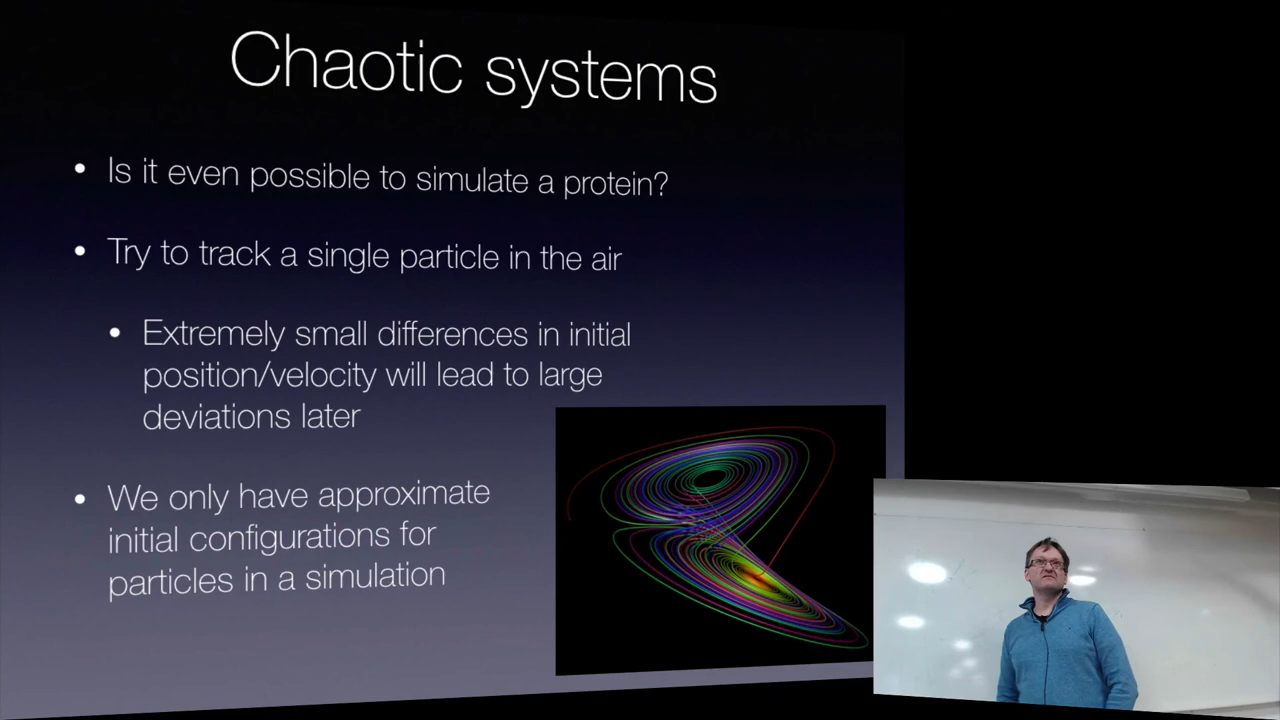 Chaotic systems
• Is it even possible to simulate a protein?
• Try to track a single particle in the air
• Extremely small differences in initial
position/velocity will lead to large
deviations later
• We only have approximate
initial configurations for
particles in a simulation